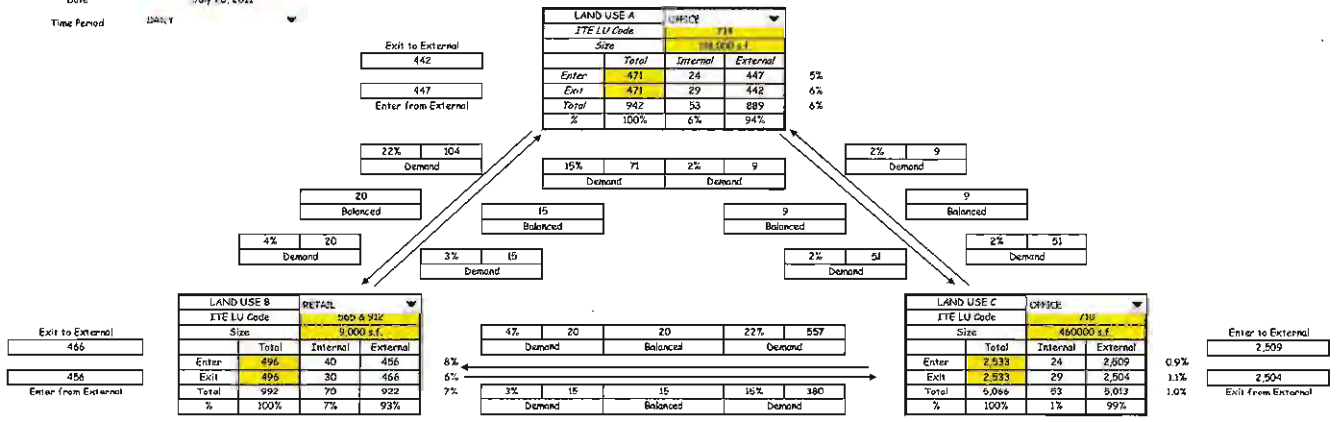 Time Period DAILY
LAND USE A OFFICE
ITE LU Code
Size
Total Internal External
Enter 471 24 447 5%
Exit 471 29 442 6%
Total 942 53 889 6%
% 100% 6% 94%
Exit to External
442
447
Enter from External
22% 104
Demand
15% 71 2% 9
Demand Demand
2% 9
Demand
20
Balanced
15
Balanced
9
Balanced
9
Balanced
4% 20
Demand
3% 15
Demand
2% 51
Demand
2% 51
Demand
LAND USE B RETAIL
ITE LU Code 565 & 912
Size 9,000 s.f.
Total Internal External
Enter 496 40 456 8%
Exit 496 30 466 6%
Total 992 70 922 7%
% 100% 7% 93%
Exit to External
466
456
Enter from External
4% 20 20 22% 557
Demand Balanced Demand
3% 15 15 15% 380
Demand Balanced Demand
LAND USE C OFFICE
ITE LU Code 710
Size 460000 s.f.
Total Internal External
Enter 2,533 24 2,509 0.9%
Exit 2,533 29 2,504 1.1%
Total 5,066 53 5,013 1.0%
% 100% 1% 99%
Enter to External
2,509
2,504
Exit from External